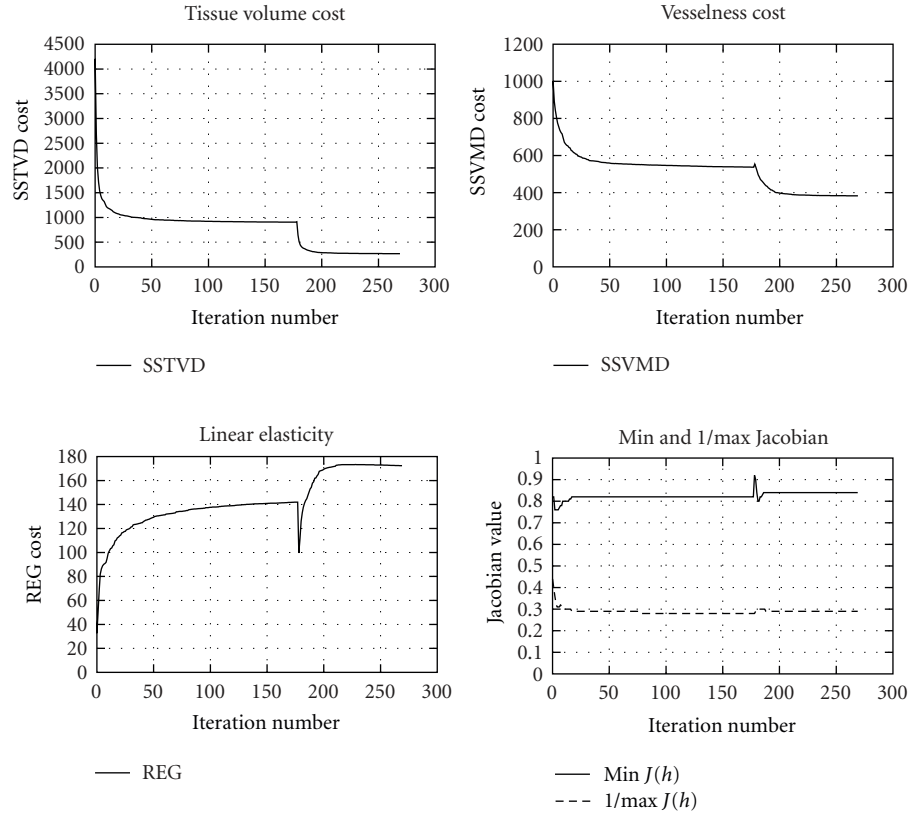 Tissue volume cost
4500
4000
3500
3000
2500
2000
1500
1000
500
0
SSTVD cost
0 50 100 150 200 250 300
Iteration number
SSTVD
Vesselness cost
1200
1000
800
600
400
200
0
SSVMD cost
0 50 100 150 200 250 300
Iteration number
SSVMD
Linear elasticity
180
160
140
120
100
80
60
40
20
0
REG cost
0 50 100 150 200 250 300
Iteration number
REG
Min and 1/max Jacobian
1
0.9
0.8
0.7
0.6
0.5
0.4
0.3
0.2
0.1
0
Jacobian value
0 50 100 150 200 250 300
Iteration number
Min J(h)
1/max J(h)